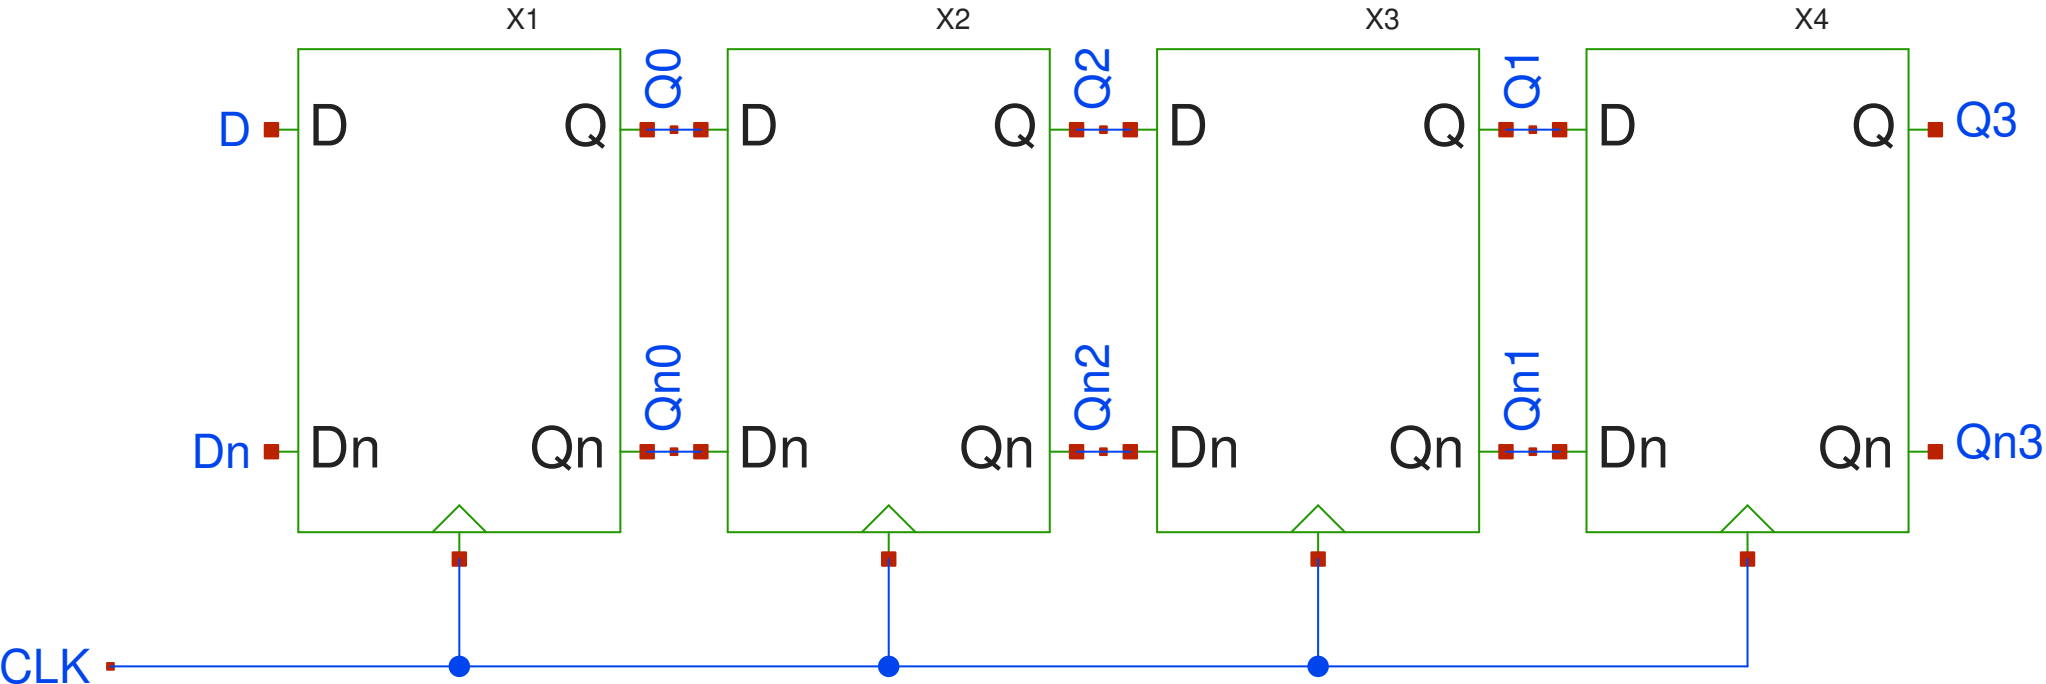 X1 X2 X3 X4
Q0 Q2 Q1
D D Q D Q D Q D Q Q3
Qn0 Qn2 Qn1
Dn Dn Qn Dn Qn Dn Qn Dn Qn Qn3
CLK